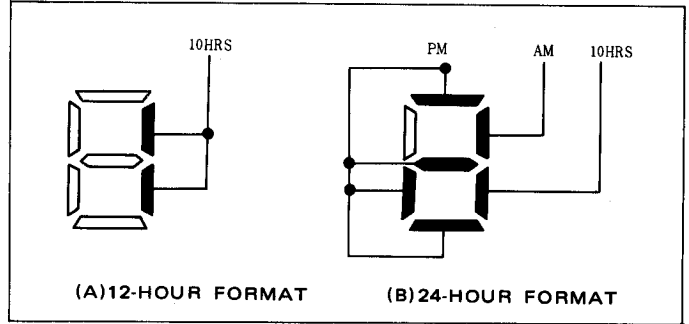 10HRS
PM AM 10HRS
(A)12-HOUR FORMAT (B)24-HOUR FORMAT